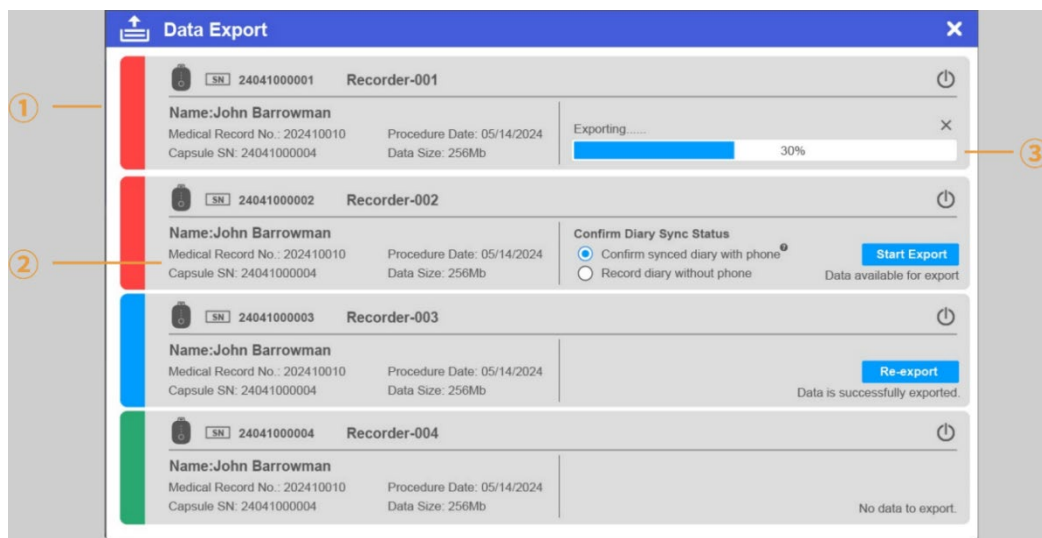 Data Export
SN 24041000001 Recorder-001
Name:John Barrowman
Medical Record No.: 202410010 Procedure Date: 05/14/2024
Capsule SN: 24041000004 Data Size: 256Mb
Exporting......
30%
①
③
SN 24041000002 Recorder-002
Name:John Barrowman
Medical Record No.: 202410010 Procedure Date: 05/14/2024
Capsule SN: 24041000004 Data Size: 256Mb
Confirm Diary Sync Status
Confirm synced diary with phone
Record diary without phone
Start Export
Data available for export
②
SN 24041000003 Recorder-003
Name:John Barrowman
Medical Record No.: 202410010 Procedure Date: 05/14/2024
Capsule SN: 24041000004 Data Size: 256Mb
Re-export
Data is successfully exported.
SN 24041000004 Recorder-004
Name:John Barrowman
Medical Record No.: 202410010 Procedure Date: 05/14/2024
Capsule SN: 24041000004 Data Size: 256Mb
No data to export.